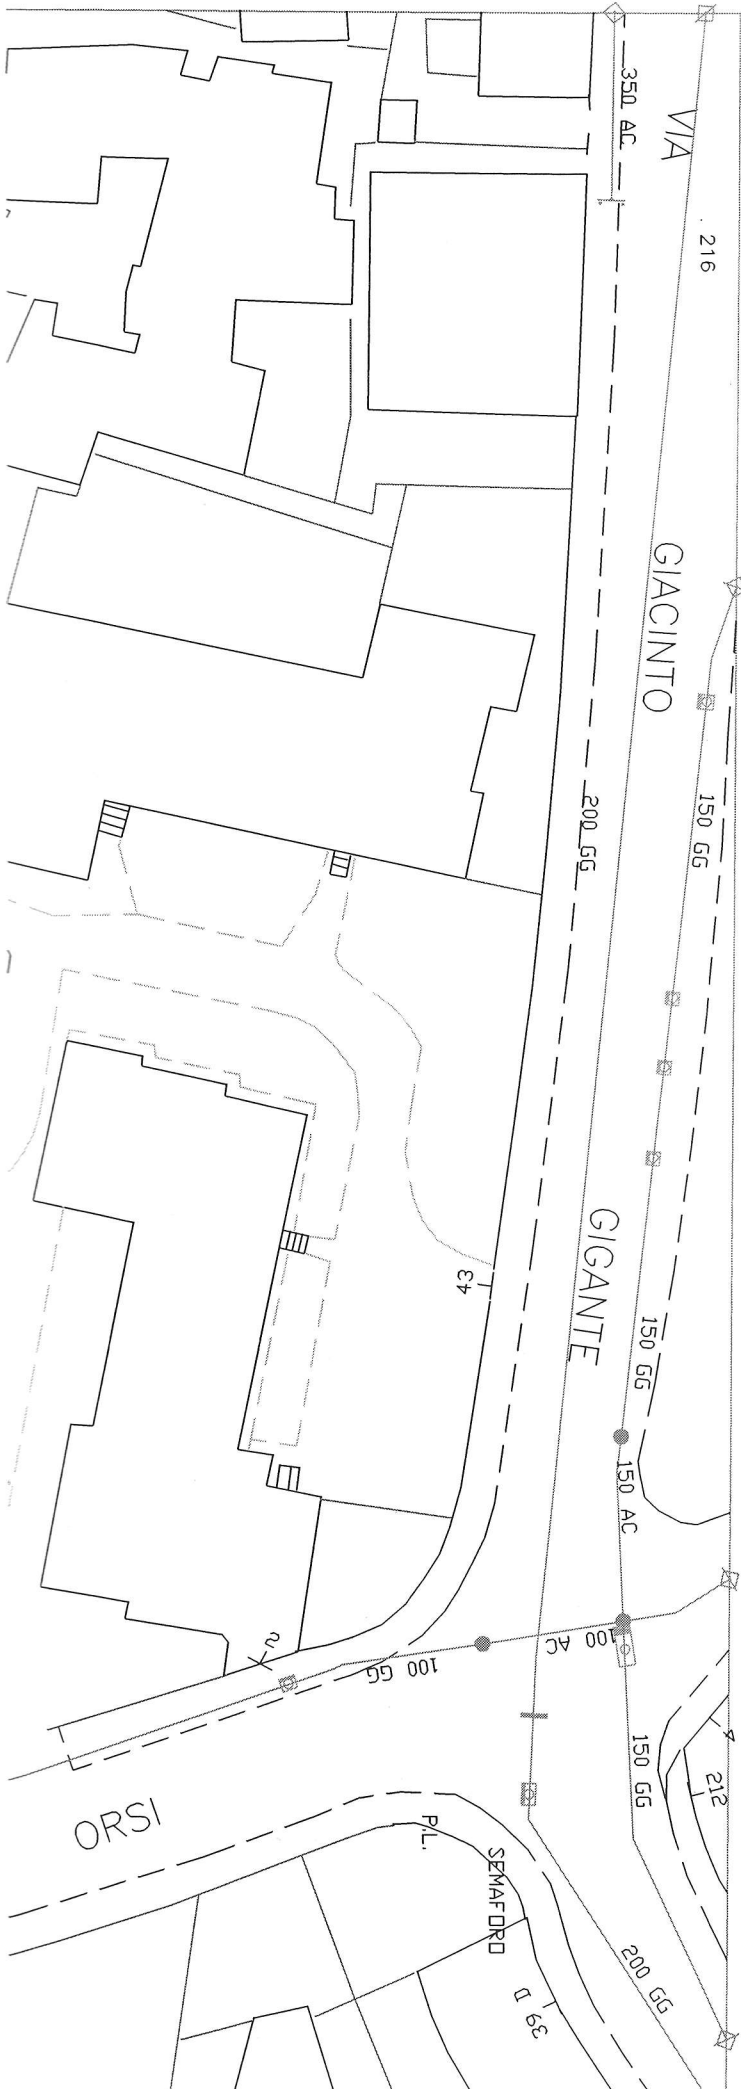 350 AC
VIA
. 216
GIACINTO
150 GG
200 GG
GIGANTE
43
150 GG
150 AC
2
100 AC
100 GG
150 GG
4
212
ORSI
P.L.
SEMAFORO
39 D
200 GG